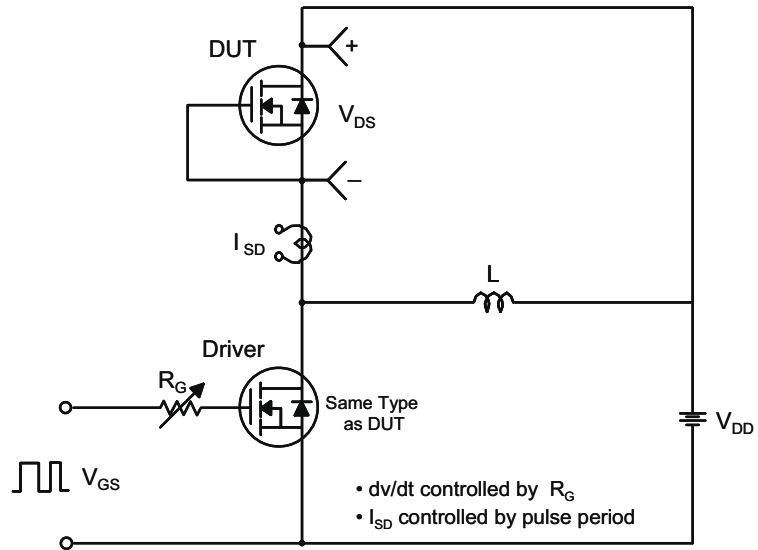 DUT
+
V_DS
–
I_SD
L
Driver
R_G
Same Type
as DUT
V_DD
V_GS
• dv/dt controlled by R_G
• I_SD controlled by pulse period